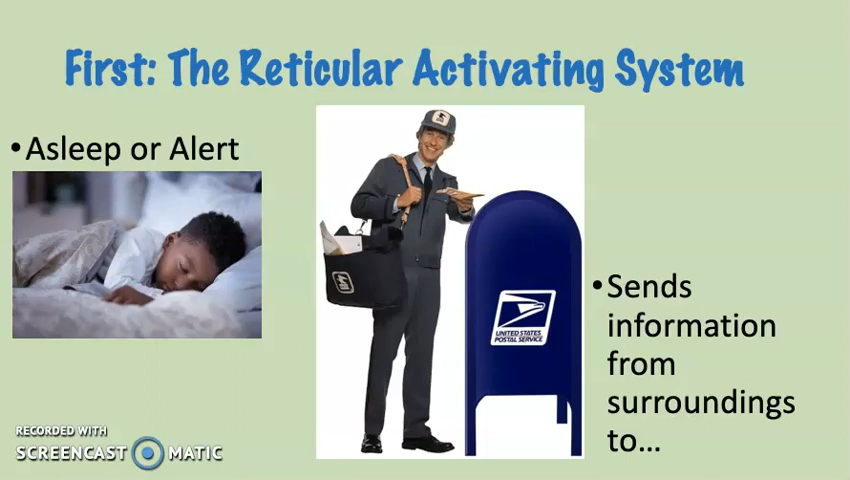 First: The Reticular Activating System
•Asleep or Alert
UNITED STATES
POSTAL SERVICE
•Sends
information
from
surroundings
to...
RECORDED WITH
SCREENCAST MATIC